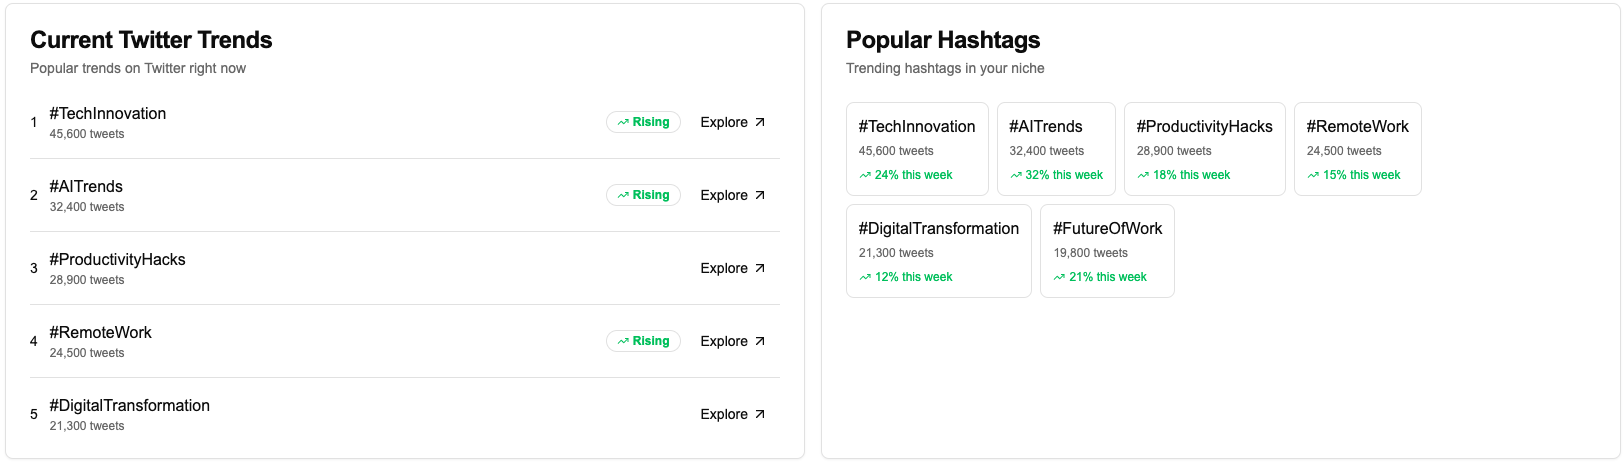 Current Twitter Trends
Popular trends on Twitter right now
1
#TechInnovation
45,600 tweets
Rising
Explore
2
#AITrends
32,400 tweets
Rising
Explore
3
#ProductivityHacks
28,900 tweets
Explore
4
#RemoteWork
24,500 tweets
Rising
Explore
5
#DigitalTransformation
21,300 tweets
Explore
Popular Hashtags
Trending hashtags in your niche
#TechInnovation
45,600 tweets
24% this week
#AITrends
32,400 tweets
32% this week
#ProductivityHacks
28,900 tweets
18% this week
#RemoteWork
24,500 tweets
15% this week
#DigitalTransformation
21,300 tweets
12% this week
#FutureOfWork
19,800 tweets
21% this week